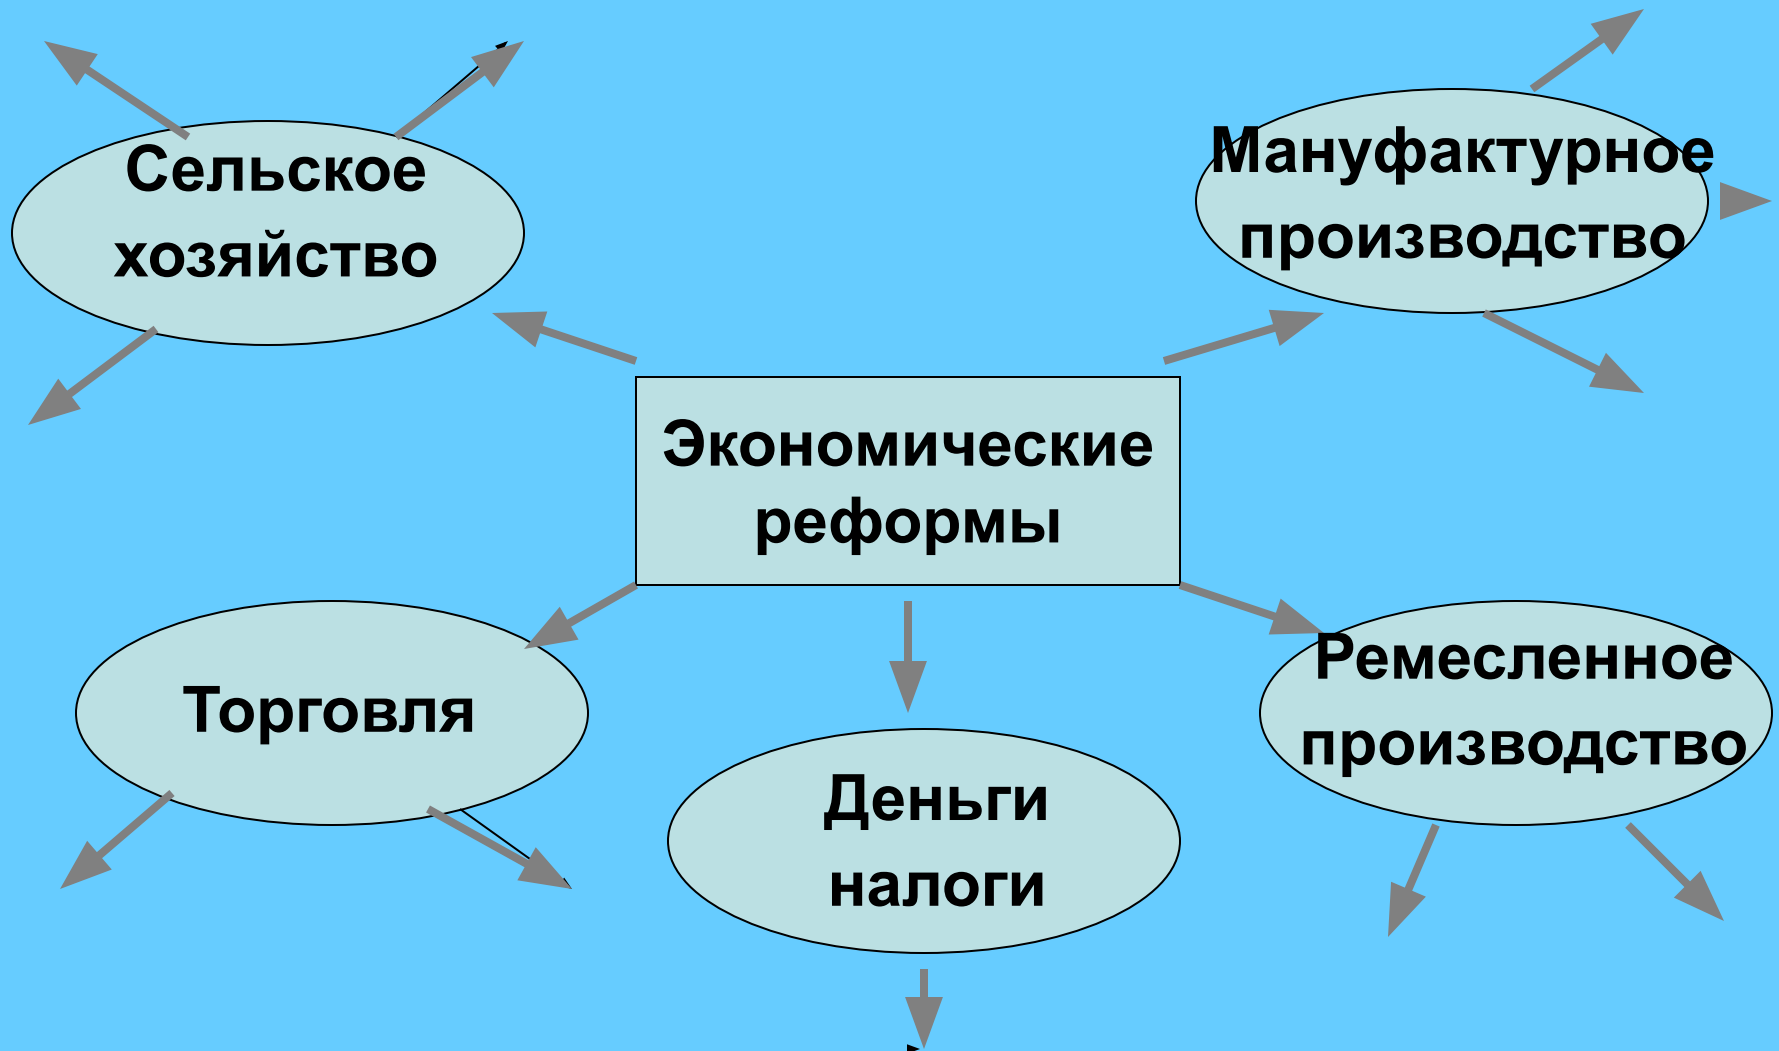 Сельское
хозяйство
Мануфактурное
производство
Экономические
реформы
Торговля
Деньги
налоги
Ремесленное
производство